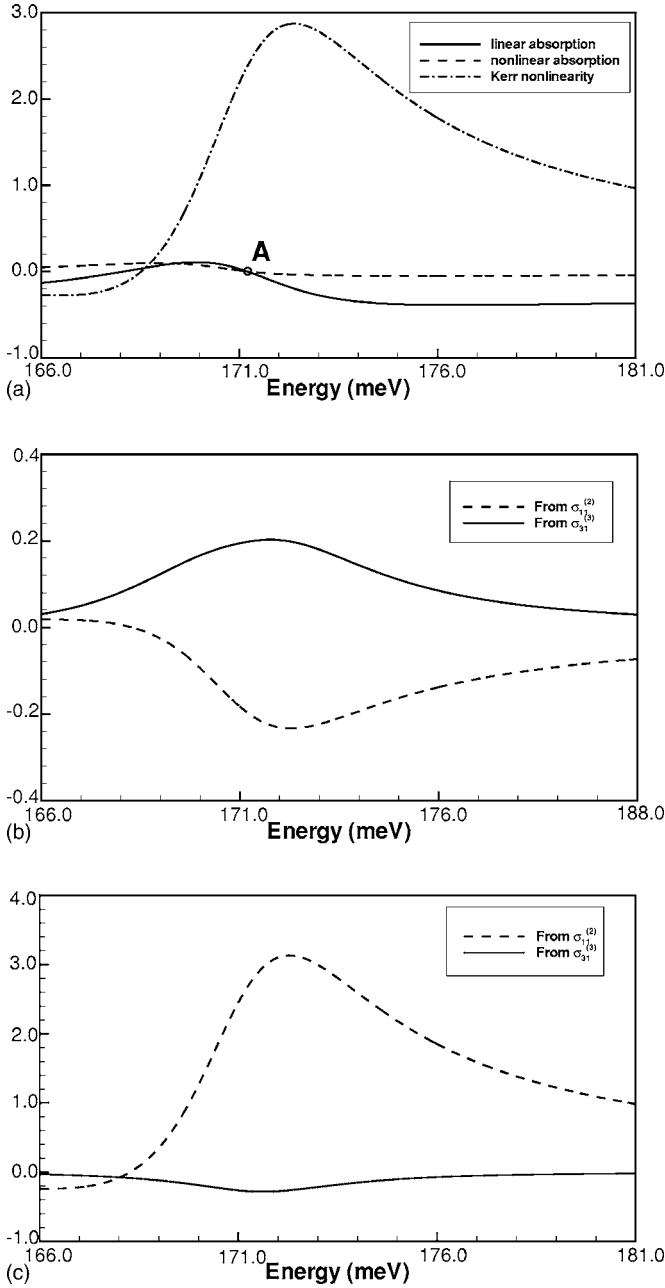 3.0
linear absorption
nonlinear absorption
Kerr nonlinearity
2.0
1.0
A
0.0
-1.0
166.0 171.0 176.0 181.0
Energy (meV)
(a)
0.4
From σ₁₁⁽²⁾
From σ₃₁⁽³⁾
0.2
0.0
-0.2
-0.4
166.0 171.0 176.0 188.0
Energy (meV)
(b)
4.0
From σ₁₁⁽²⁾
From σ₃₁⁽³⁾
3.0
2.0
1.0
0.0
-1.0
166.0 171.0 176.0 181.0
Energy (meV)
(c)